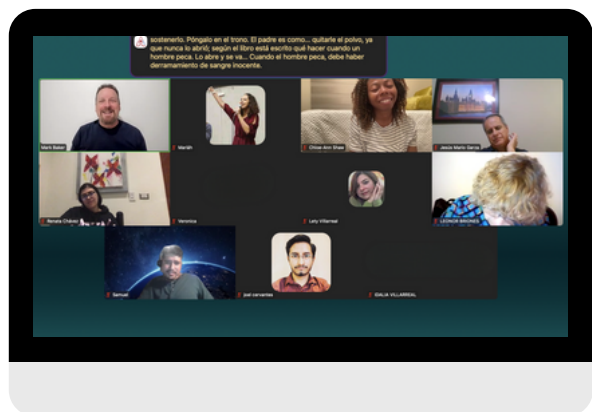 sostenerlo. Póngalo en el trono. El padre es como... quitarle el polvo, ya
que nunca lo abrió; según el libro está escrito qué hacer cuando un
hombre peca. Lo abre y se va... Cuando el hombre peca, debe haber
derramamiento de sangre inocente.
Mark Baker
Mariah
Chloe-Ann Shaw
Jesús Marín Garza
Renata Chávez
Veronica
Lety Villarreal
LEONOR BRIONES
Samuel
joel cervantes
IDALIA VILLARREAL